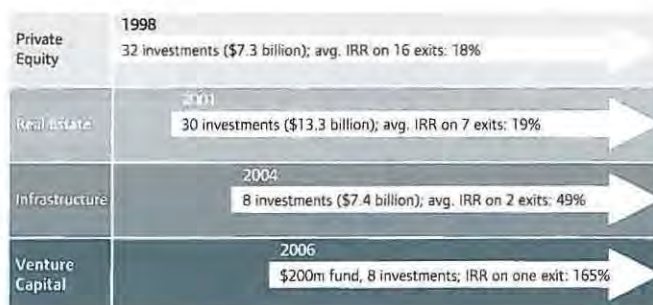 1998
Private
Equity
32 investments ($7.3 billion); avg. IRR on 16 exits: 18%
2001
Real Estate
30 investments ($13.3 billion); avg. IRR on 7 exits: 19%
2004
Infrastructure
8 investments ($7.4 billion); avg. IRR on 2 exits: 49%
2006
Venture
Capital
$200m fund, 8 investments; IRR on one exit: 165%